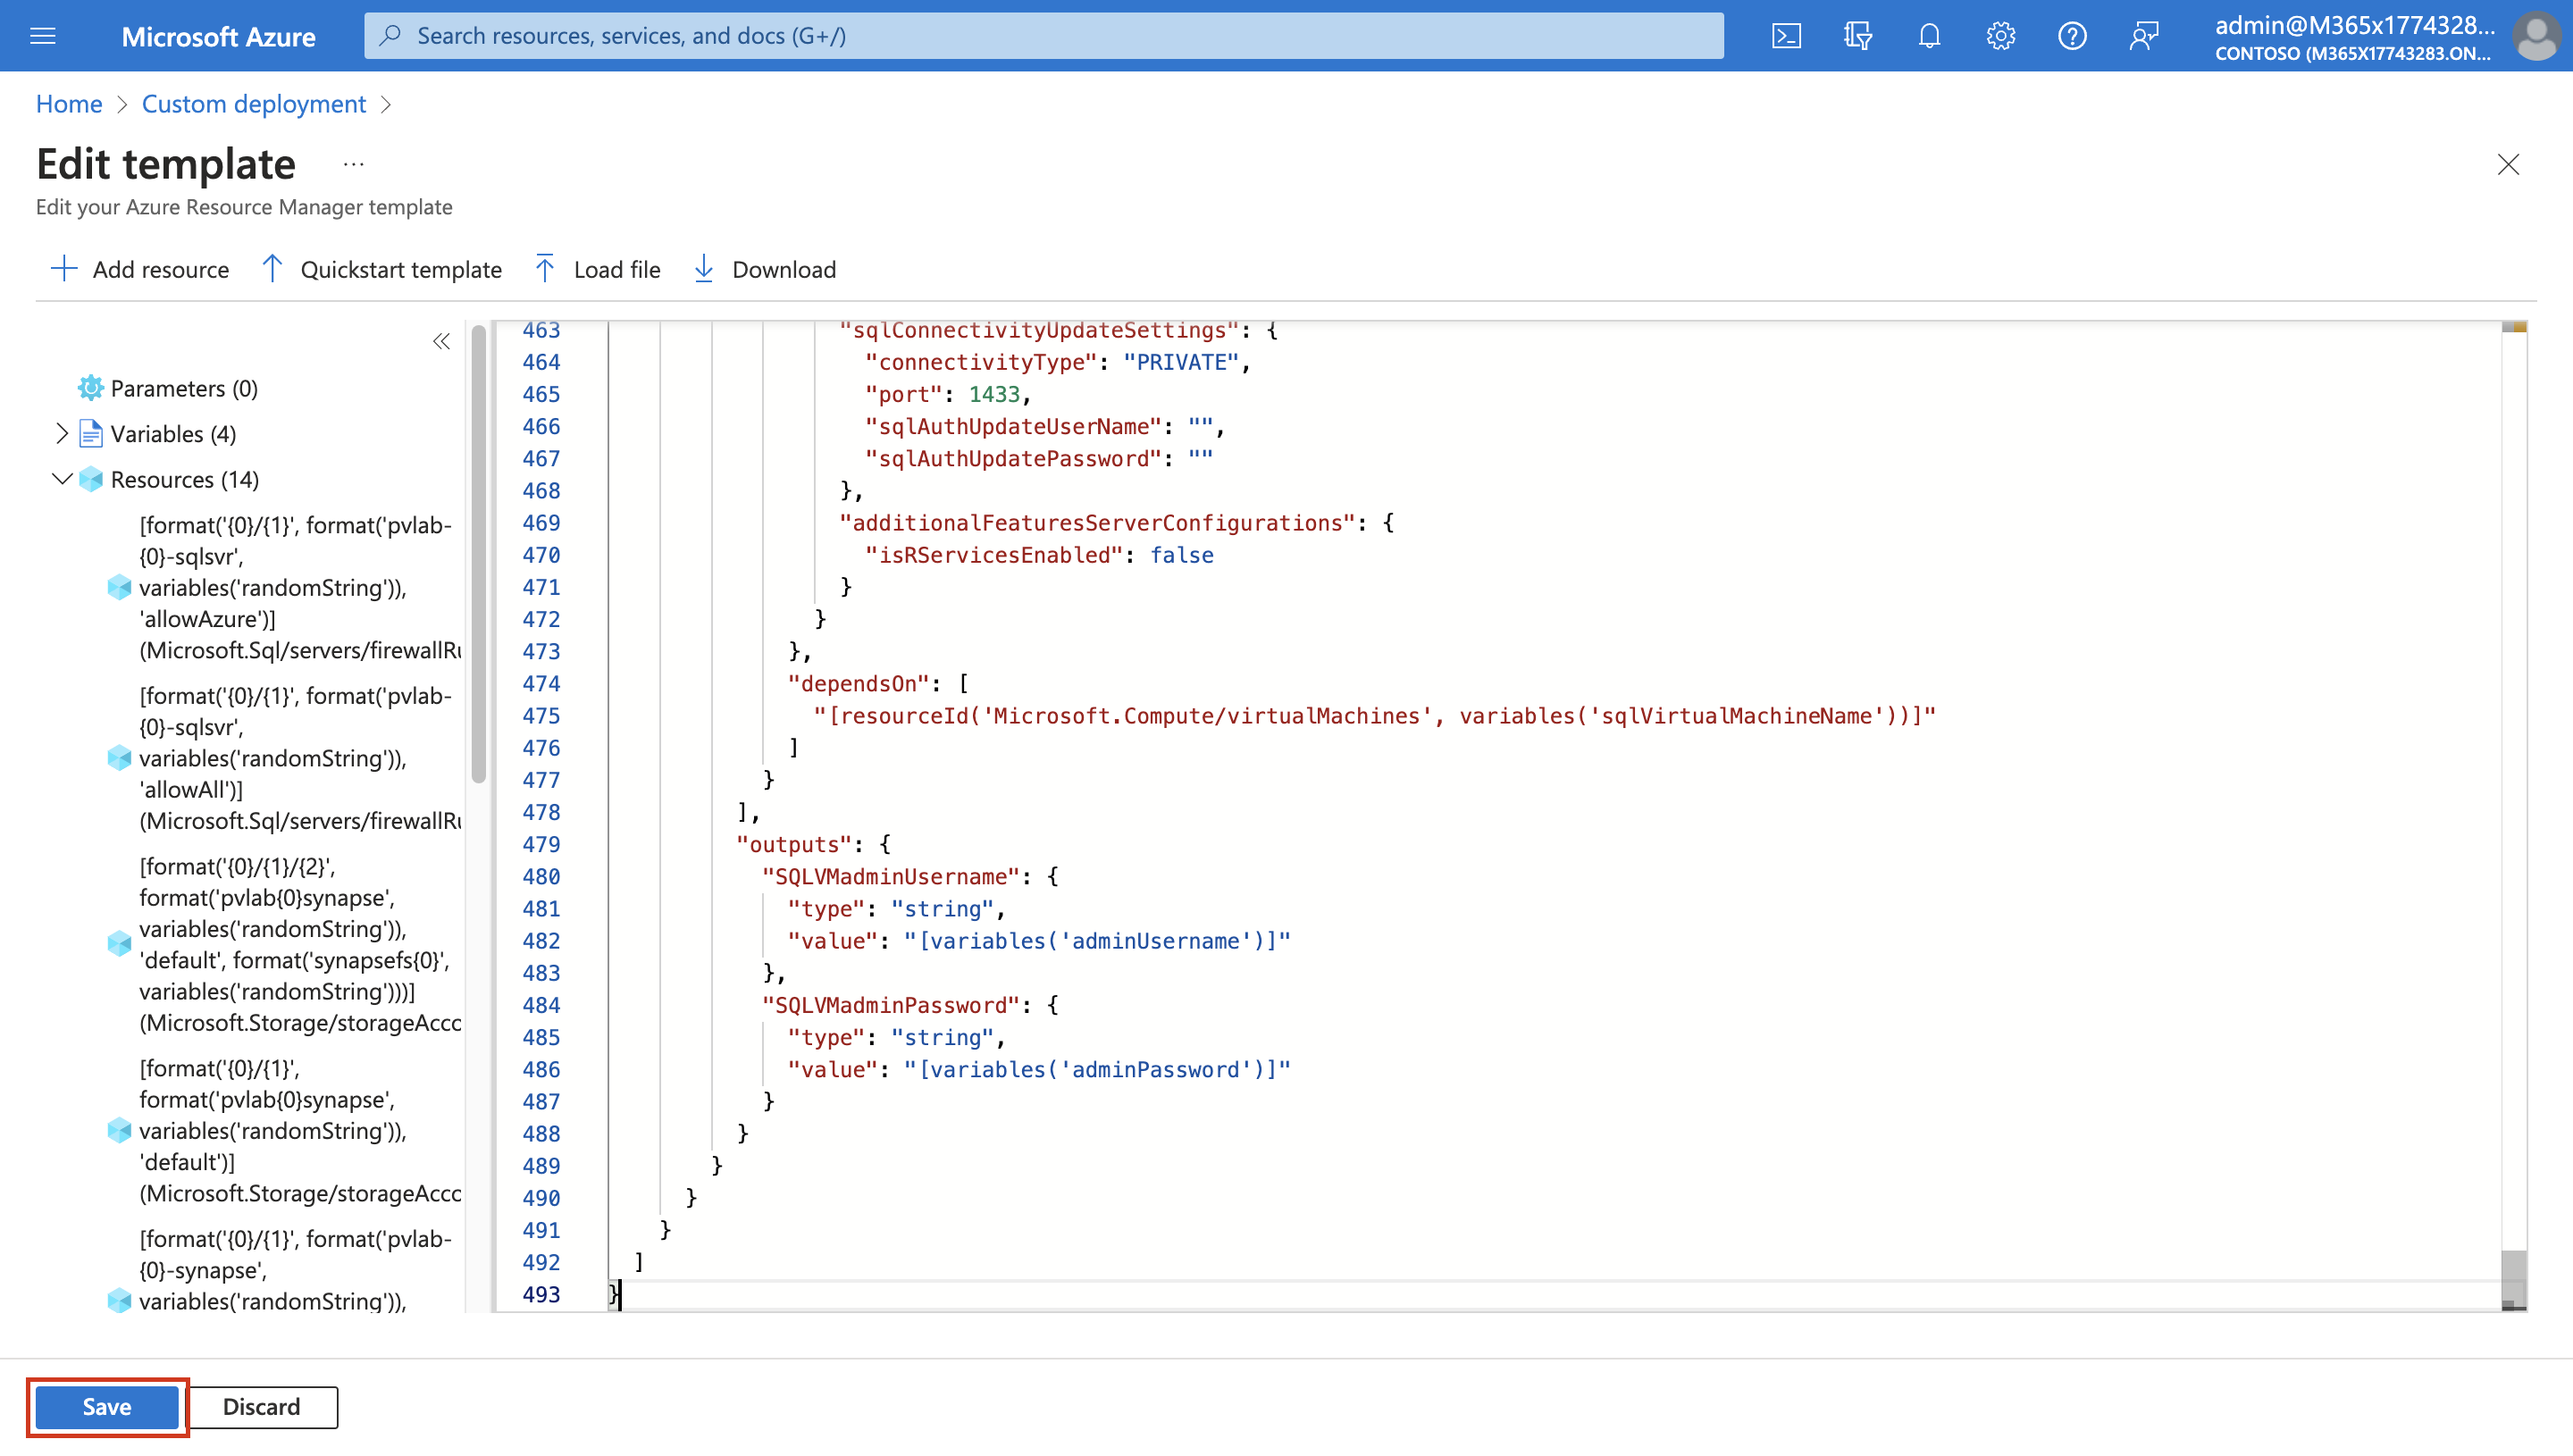 Microsoft Azure
Search resources, services, and docs (G+/)
admin@M365x1774328...
CONTOSO (M365X17743283.ON...
Home > Custom deployment >
Edit template ...
Edit your Azure Resource Manager template
Add resource
Quickstart template
Load file
Download
Parameters (0)
Variables (4)
Resources (14)
[format('{0}/{1}', format('pvlab-
{0}-sqlsvr',
variables('randomString')),
'allowAzure')]
(Microsoft.Sql/servers/firewallRu
[format('{0}/{1}', format('pvlab-
{0}-sqlsvr',
variables('randomString')),
'allowAll')]
(Microsoft.Sql/servers/firewallRu
[format('{0}/{1}/{2}',
format('pvlab{0}synapse',
variables('randomString')),
'default', format('synapsefs{0}',
variables('randomString')))]
(Microsoft.Storage/storageAcco
[format('{0}/{1}',
format('pvlab{0}synapse',
variables('randomString')),
'default')]
(Microsoft.Storage/storageAcco
[format('{0}/{1}', format('pvlab-
{0}-synapse',
variables('randomString')),
463 "sqlConnectivityUpdateSettings": {
464 "connectivityType": "PRIVATE",
465 "port": 1433,
466 "sqlAuthUpdateUserName": "",
467 "sqlAuthUpdatePassword": ""
468 },
469 "additionalFeaturesServerConfigurations": {
470 "isRServicesEnabled": false
471 }
472 }
473 },
474 "dependsOn": [
475 "[resourceId('Microsoft.Compute/virtualMachines', variables('sqlVirtualMachineName'))]"
476 ]
477 }
478 ],
479 "outputs": {
480 "SQLVMadminUsername": {
481 "type": "string",
482 "value": "[variables('adminUsername')]"
483 },
484 "SQLVMadminPassword": {
485 "type": "string",
486 "value": "[variables('adminPassword')]"
487 }
488 }
489 }
490 }
491 }
492 ]
493 }
Save
Discard